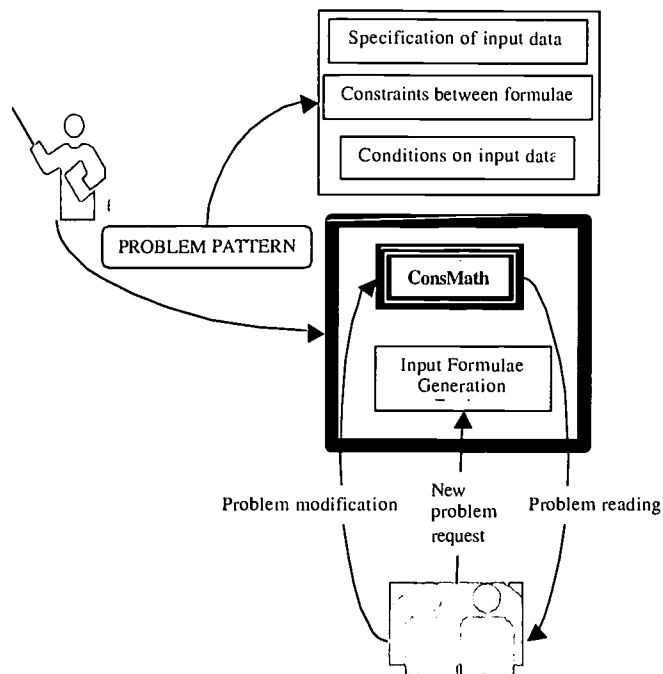 Specification of input data
Constraints between formulae
Conditions on input data
PROBLEM PATTERN
ConsMath
Input Formulae
Generation
Problem modification
New
problem
request
Problem reading